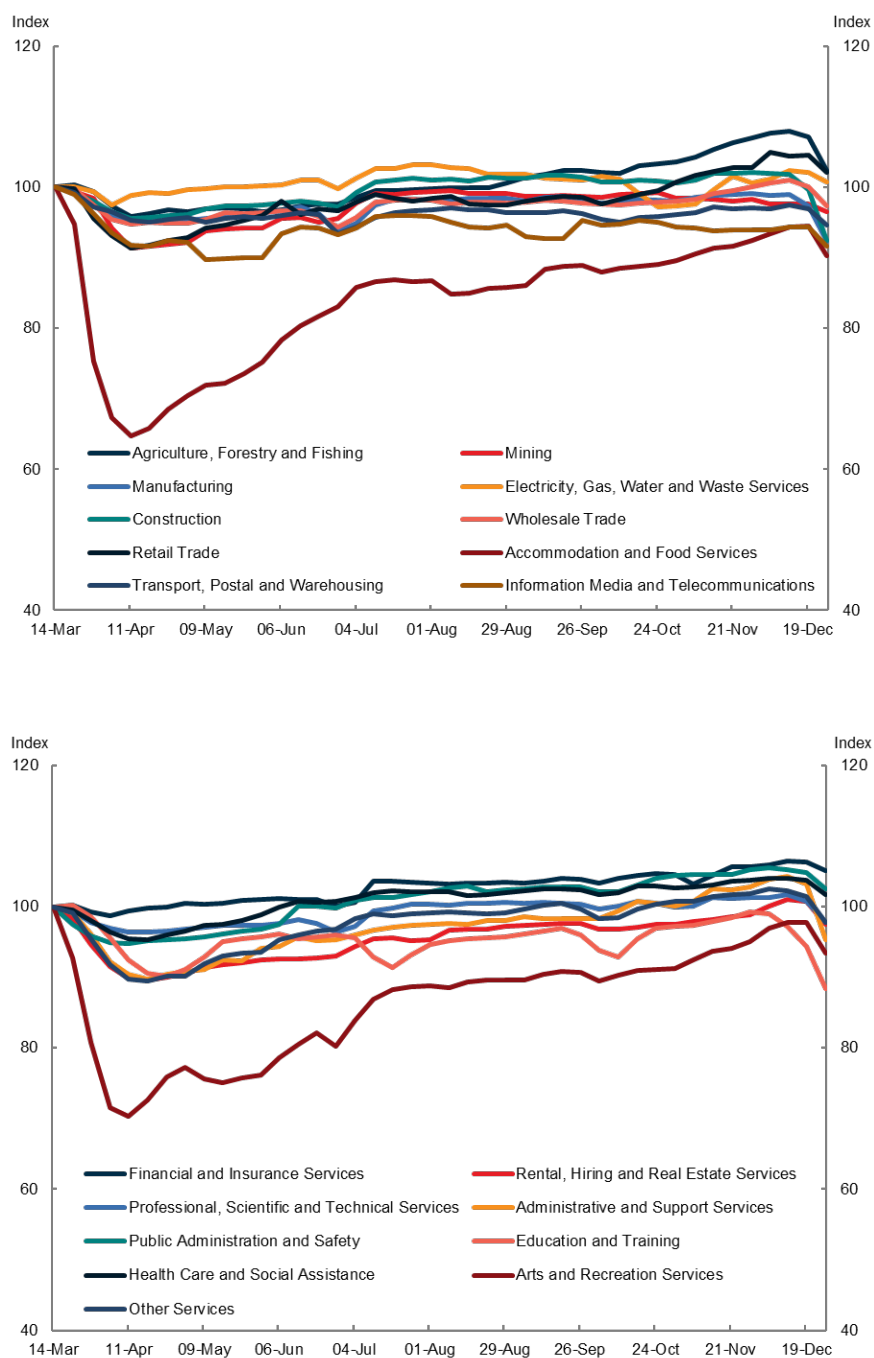 Index Index
120 120
100 100
80 80
60 60
40 40
Agriculture, Forestry and Fishing Mining
Manufacturing Electricity, Gas, Water and Waste Services
Construction Wholesale Trade
Retail Trade Accommodation and Food Services
Transport, Postal and Warehousing Information Media and Telecommunications
14-Mar 11-Apr 09-May 06-Jun 04-Jul 01-Aug 29-Aug 26-Sep 24-Oct 21-Nov 19-Dec
Index Index
120 120
100 100
80 80
60 60
40 40
Financial and Insurance Services Rental, Hiring and Real Estate Services
Professional, Scientific and Technical Services Administrative and Support Services
Public Administration and Safety Education and Training
Health Care and Social Assistance Arts and Recreation Services
Other Services
14-Mar 11-Apr 09-May 06-Jun 04-Jul 01-Aug 29-Aug 26-Sep 24-Oct 21-Nov 19-Dec